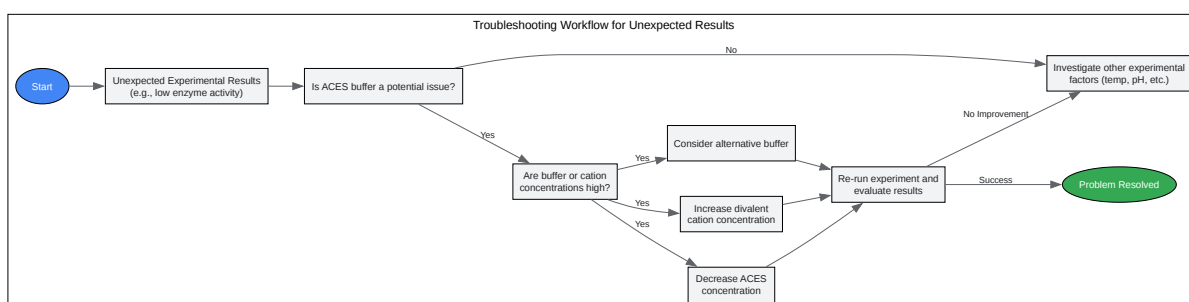 Troubleshooting Workflow for Unexpected Results
Start
Unexpected Experimental Results
(e.g., low enzyme activity)
Is ACES buffer a potential issue?
No
Investigate other experimental
factors (temp, pH, etc.)
Yes
Are buffer or cation
concentrations high?
Yes
Consider alternative buffer
Yes
Increase divalent
cation concentration
Yes
Decrease ACES
concentration
Re-run experiment and
evaluate results
No Improvement
Success
Problem Resolved